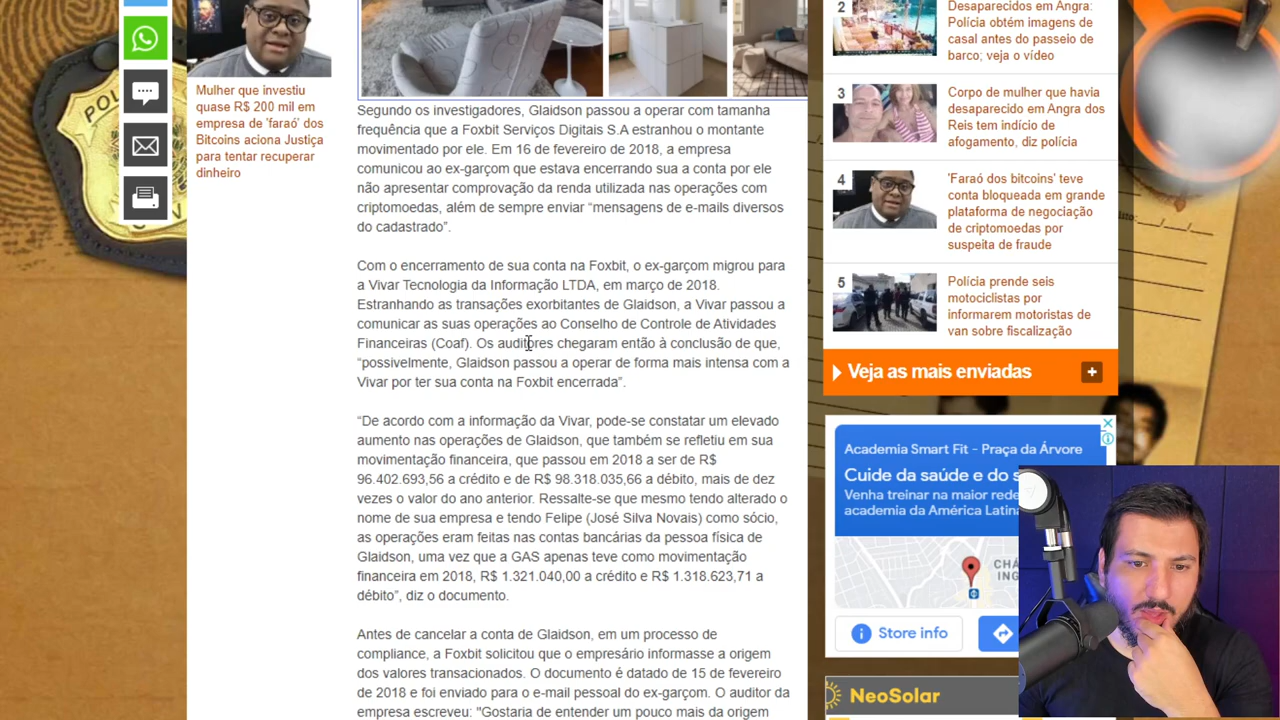 POL
Mulher que investiu
quase R$ 200 mil em
empresa de 'faraó' dos
Bitcoins aciona Justiça
para tentar recuperar
dinheiro
Segundo os investigadores, Glaidson passou a operar com tamanha
frequência que a Foxbit Serviços Digitais S.A estranhou o montante
movimentado por ele. Em 16 de fevereiro de 2018, a empresa
comunicou ao ex-garçom que estava encerrando sua a conta por ele
não apresentar comprovação da renda utilizada nas operações com
criptomoedas, além de sempre enviar “mensagens de e-mails diversos
do cadastrado”.
Com o encerramento de sua conta na Foxbit, o ex-garçom migrou para
a Vivar Tecnologia da Informação LTDA, em março de 2018.
Estranhando as transações exorbitantes de Glaidson, a Vivar passou a
comunicar as suas operações ao Conselho de Controle de Atividades
Financeiras (Coaf). Os auditores chegaram então à conclusão de que,
“possivelmente, Glaidson passou a operar de forma mais intensa com a
Vivar por ter sua conta na Foxbit encerrada”.
“De acordo com a informação da Vivar, pode-se constatar um elevado
aumento nas operações de Glaidson, que também se refletiu em sua
movimentação financeira, que passou em 2018 a ser de R$
96.402.693,56 a crédito e de R$ 98.318.035,66 a débito, mais de dez
vezes o valor do ano anterior. Ressalte-se que mesmo tendo alterado o
nome de sua empresa e tendo Felipe (José Silva Novais) como sócio,
as operações eram feitas nas contas bancárias da pessoa física de
Glaidson, uma vez que a GAS apenas teve como movimentação
financeira em 2018, R$ 1.321.040,00 a crédito e R$ 1.318.623,71 a
débito”, diz o documento.
Antes de cancelar a conta de Glaidson, em um processo de
compliance, a Foxbit solicitou que o empresário informasse a origem
dos valores transacionados. O documento é datado de 15 de fevereiro
de 2018 e foi enviado para o e-mail pessoal do ex-garçom. O auditor da
empresa escreveu: "Gostaria de entender um pouco mais da origem
2
Desaparecidos em Angra:
Polícia obtém imagens de
casal antes do passeio de
barco; veja o vídeo
3
Corpo de mulher que havia
desaparecido em Angra dos
Reis tem indício de
afogamento, diz polícia
4
'Faraó dos bitcoins' teve
conta bloqueada em grande
plataforma de negociação
de criptomoedas por
suspeita de fraude
5
Polícia prende seis
motociclistas por
informarem motoristas de
van sobre fiscalização
Veja as mais enviadas
Academia Smart Fit - Praça da Árvore
Cuide da saúde e do s
Venha treinar na maior rede
academia da América Latina
CHÁ
ING
Store info
NeoSolar